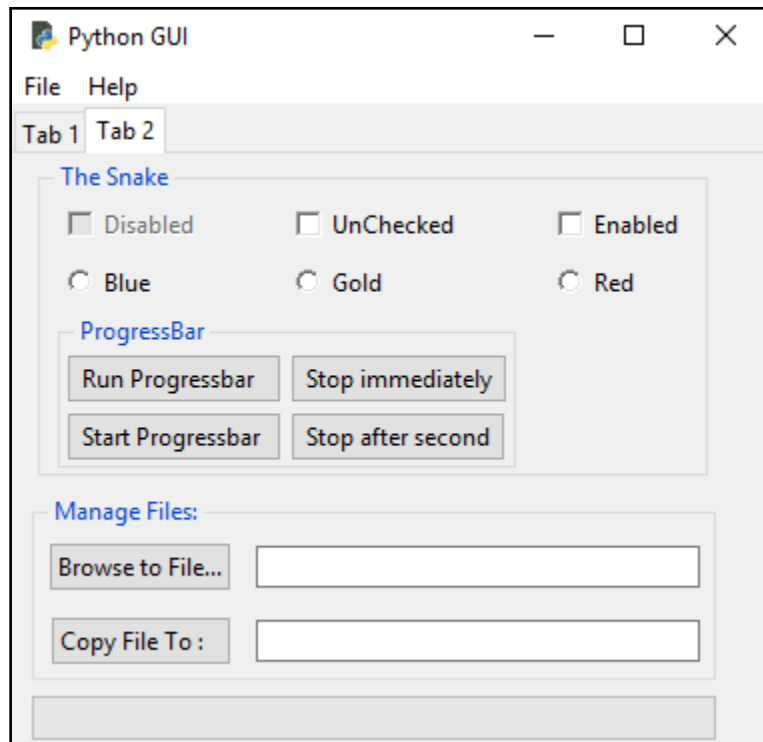 Python GUI
File Help
Tab 1 Tab 2
The Snake
Disabled UnChecked Enabled
Blue Gold Red
ProgressBar
Run Progressbar Stop immediately
Start Progressbar Stop after second
Manage Files:
Browse to File...
Copy File To :